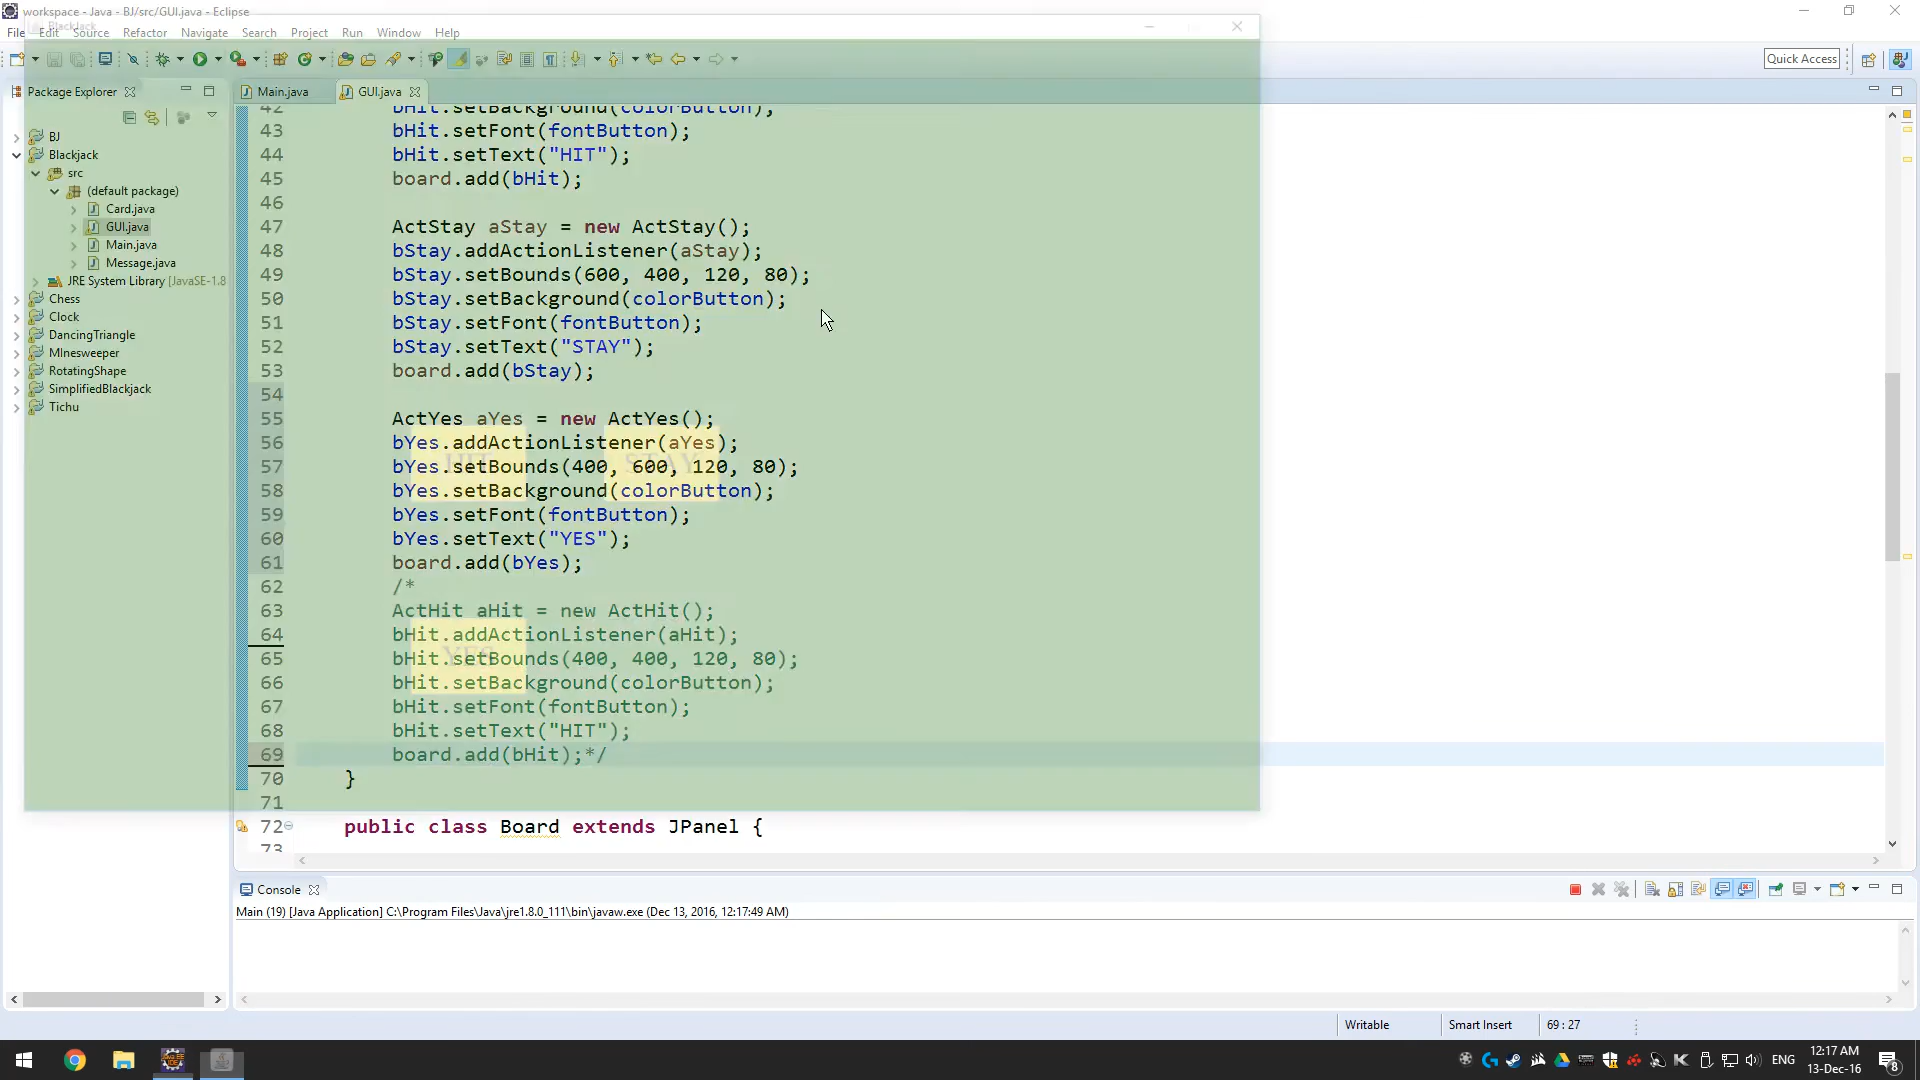 workspace - Java - BJ/src/GUI.java - Eclipse
BlackJack
File Edit Source Refactor Navigate Search Project Run Window Help
Quick Access
Package Explorer
Main.java
GUI.java
BJ
Blackjack
src
(default package)
Card.java
GUI.java
Main.java
Message.java
JRE System Library [JavaSE-1.8
Chess
Clock
DancingTriangle
MInesweeper
RotatingShape
SimplifiedBlackjack
Tichu
42 bHit.setBackground(colorButton);
43 bHit.setFont(fontButton);
44 bHit.setText("HIT");
45 board.add(bHit);
46
47 ActStay aStay = new ActStay();
48 bStay.addActionListener(aStay);
49 bStay.setBounds(600, 400, 120, 80);
50 bStay.setBackground(colorButton);
51 bStay.setFont(fontButton);
52 bStay.setText("STAY");
53 board.add(bStay);
54
55 ActYes aYes = new ActYes();
56 bYes.addActionListener(aYes);
57 bYes.setBounds(400, 600, 120, 80);
58 bYes.setBackground(colorButton);
59 bYes.setFont(fontButton);
60 bYes.setText("YES");
61 board.add(bYes);
62 /*
63 ActHit aHit = new ActHit();
64 bHit.addActionListener(aHit);
65 bHit.setBounds(400, 400, 120, 80);
66 bHit.setBackground(colorButton);
67 bHit.setFont(fontButton);
68 bHit.setText("HIT");
69 board.add(bHit);*/
70 }
71
72 public class Board extends JPanel {
73
HIT
STAY
YES
Console
Main (19) [Java Application] C:\Program Files\Java\jre1.8.0_111\bin\javaw.exe (Dec 13, 2016, 12:17:49 AM)
Writable
Smart Insert
69 : 27
ENG
12:17 AM
13-Dec-16
8